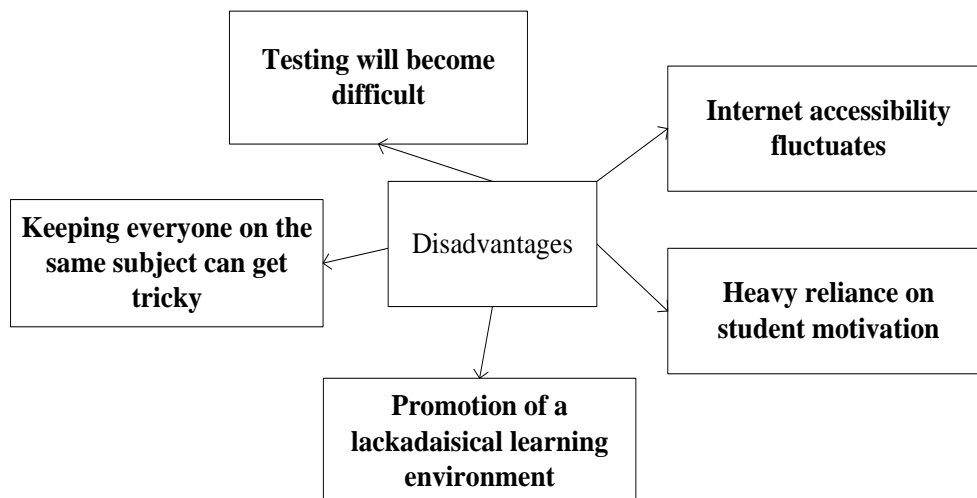 Testing will become
difficult
Internet accessibility
fluctuates
Keeping everyone on the
same subject can get
tricky
Disadvantages
Heavy reliance on
student motivation
Promotion of a
lackadaisical learning
environment